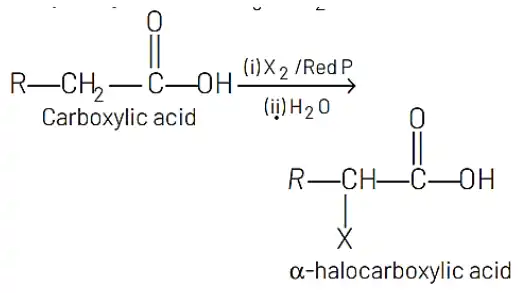 O
R—CH₂—C—OH
(i)X₂ /Red P
(ii)H₂O
Carboxylic acid
O
R—CH—C—OH
X
α-halocarboxylic acid